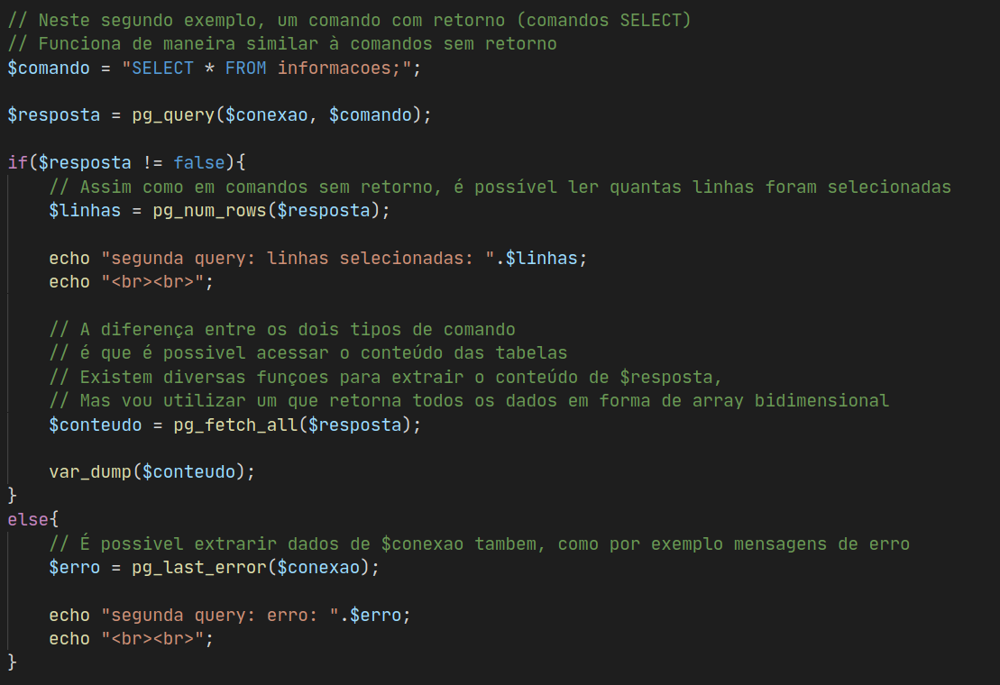 // Neste segundo exemplo, um comando com retorno (comandos SELECT)
// Funciona de maneira similar à comandos sem retorno
$comando = "SELECT * FROM informacoes;";
$resposta = pg_query($conexao, $comando);
if($resposta != false){
// Assim como em comandos sem retorno, é possível ler quantas linhas foram selecionadas
$linhas = pg_num_rows($resposta);
echo "segunda query: linhas selecionadas: ".$linhas;
echo "<br><br>";
// A diferença entre os dois tipos de comando
// é que é possivel acessar o conteúdo das tabelas
// Existem diversas funçoes para extrair o conteúdo de $resposta,
// Mas vou utilizar um que retorna todos os dados em forma de array bidimensional
$conteudo = pg_fetch_all($resposta);
var_dump($conteudo);
}
else{
// É possivel extrarir dados de $conexao tambem, como por exemplo mensagens de erro
$erro = pg_last_error($conexao);
echo "segunda query: erro: ".$erro;
echo "<br><br>";
}